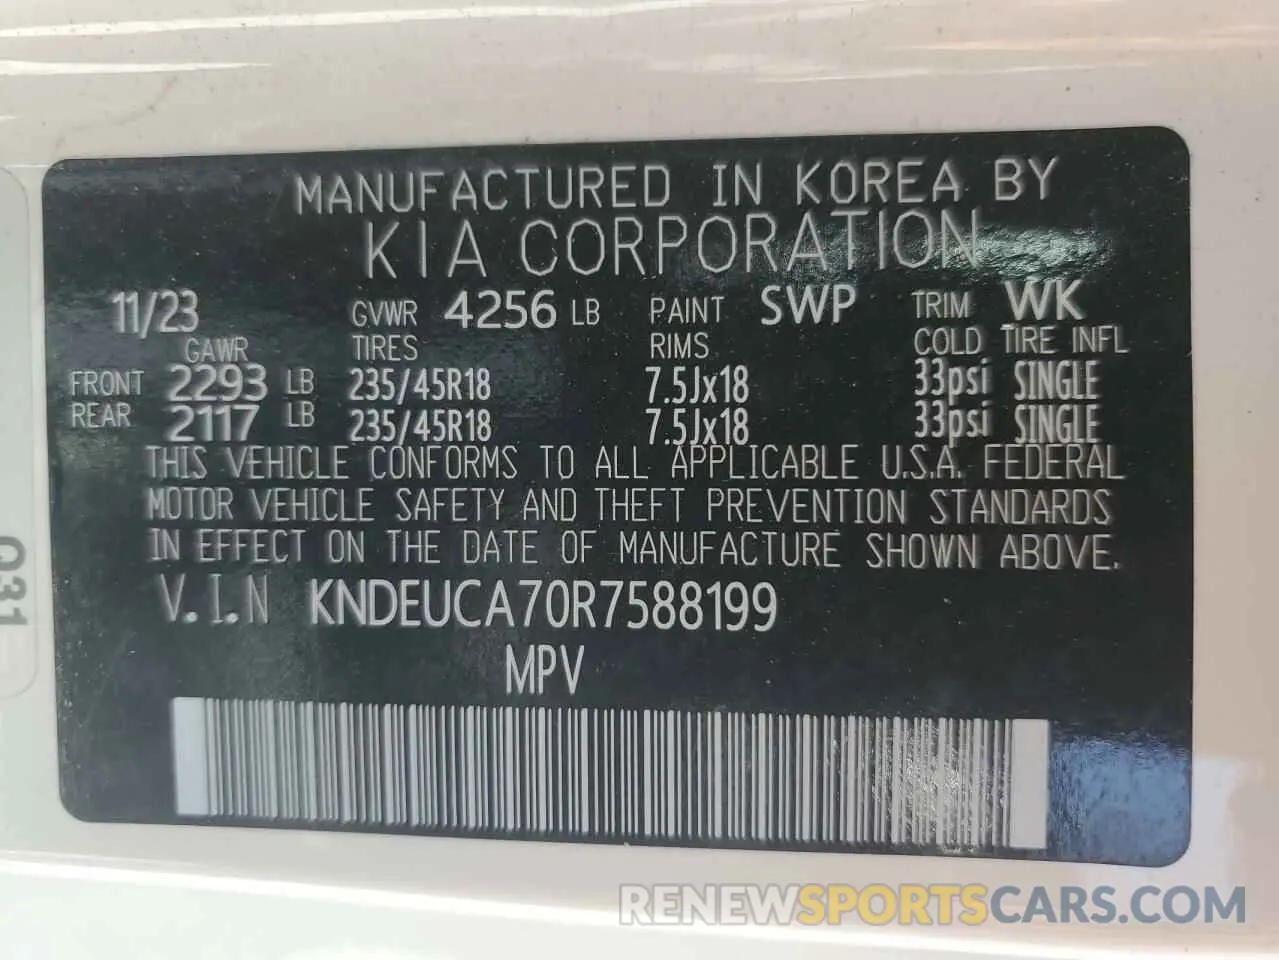 MANUFACTURED IN KOREA BY
KIA CORPORATION
11/23 GVWR 4256 LB PAINT SWP TRIM WK
GAWR TIRES RIMS COLD TIRE INFL
FRONT 2293 LB 235/45R18 7.5Jx18 33psi SINGLE
REAR 2117 LB 235/45R18 7.5Jx18 33psi SINGLE
THIS VEHICLE CONFORMS TO ALL APPLICABLE U.S.A. FEDERAL
MOTOR VEHICLE SAFETY AND THEFT PREVENTION STANDARDS
IN EFFECT ON THE DATE OF MANUFACTURE SHOWN ABOVE.
V.I.N KNDEUCA70R7588199
MPV
031
RENEWSPORTSCARS.COM